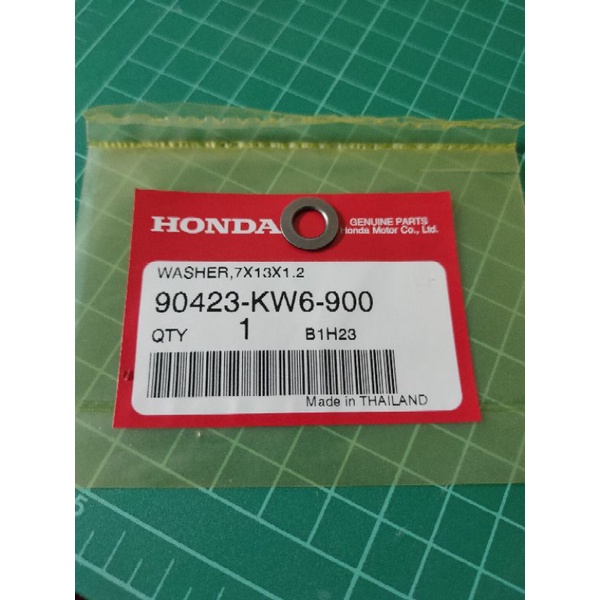 HONDA
GENUINE PARTS
Honda Motor Co., Ltd.
WASHER,7X13X1.2
90423-KW6-900
QTY 1 B1H23
Made in THAILAND